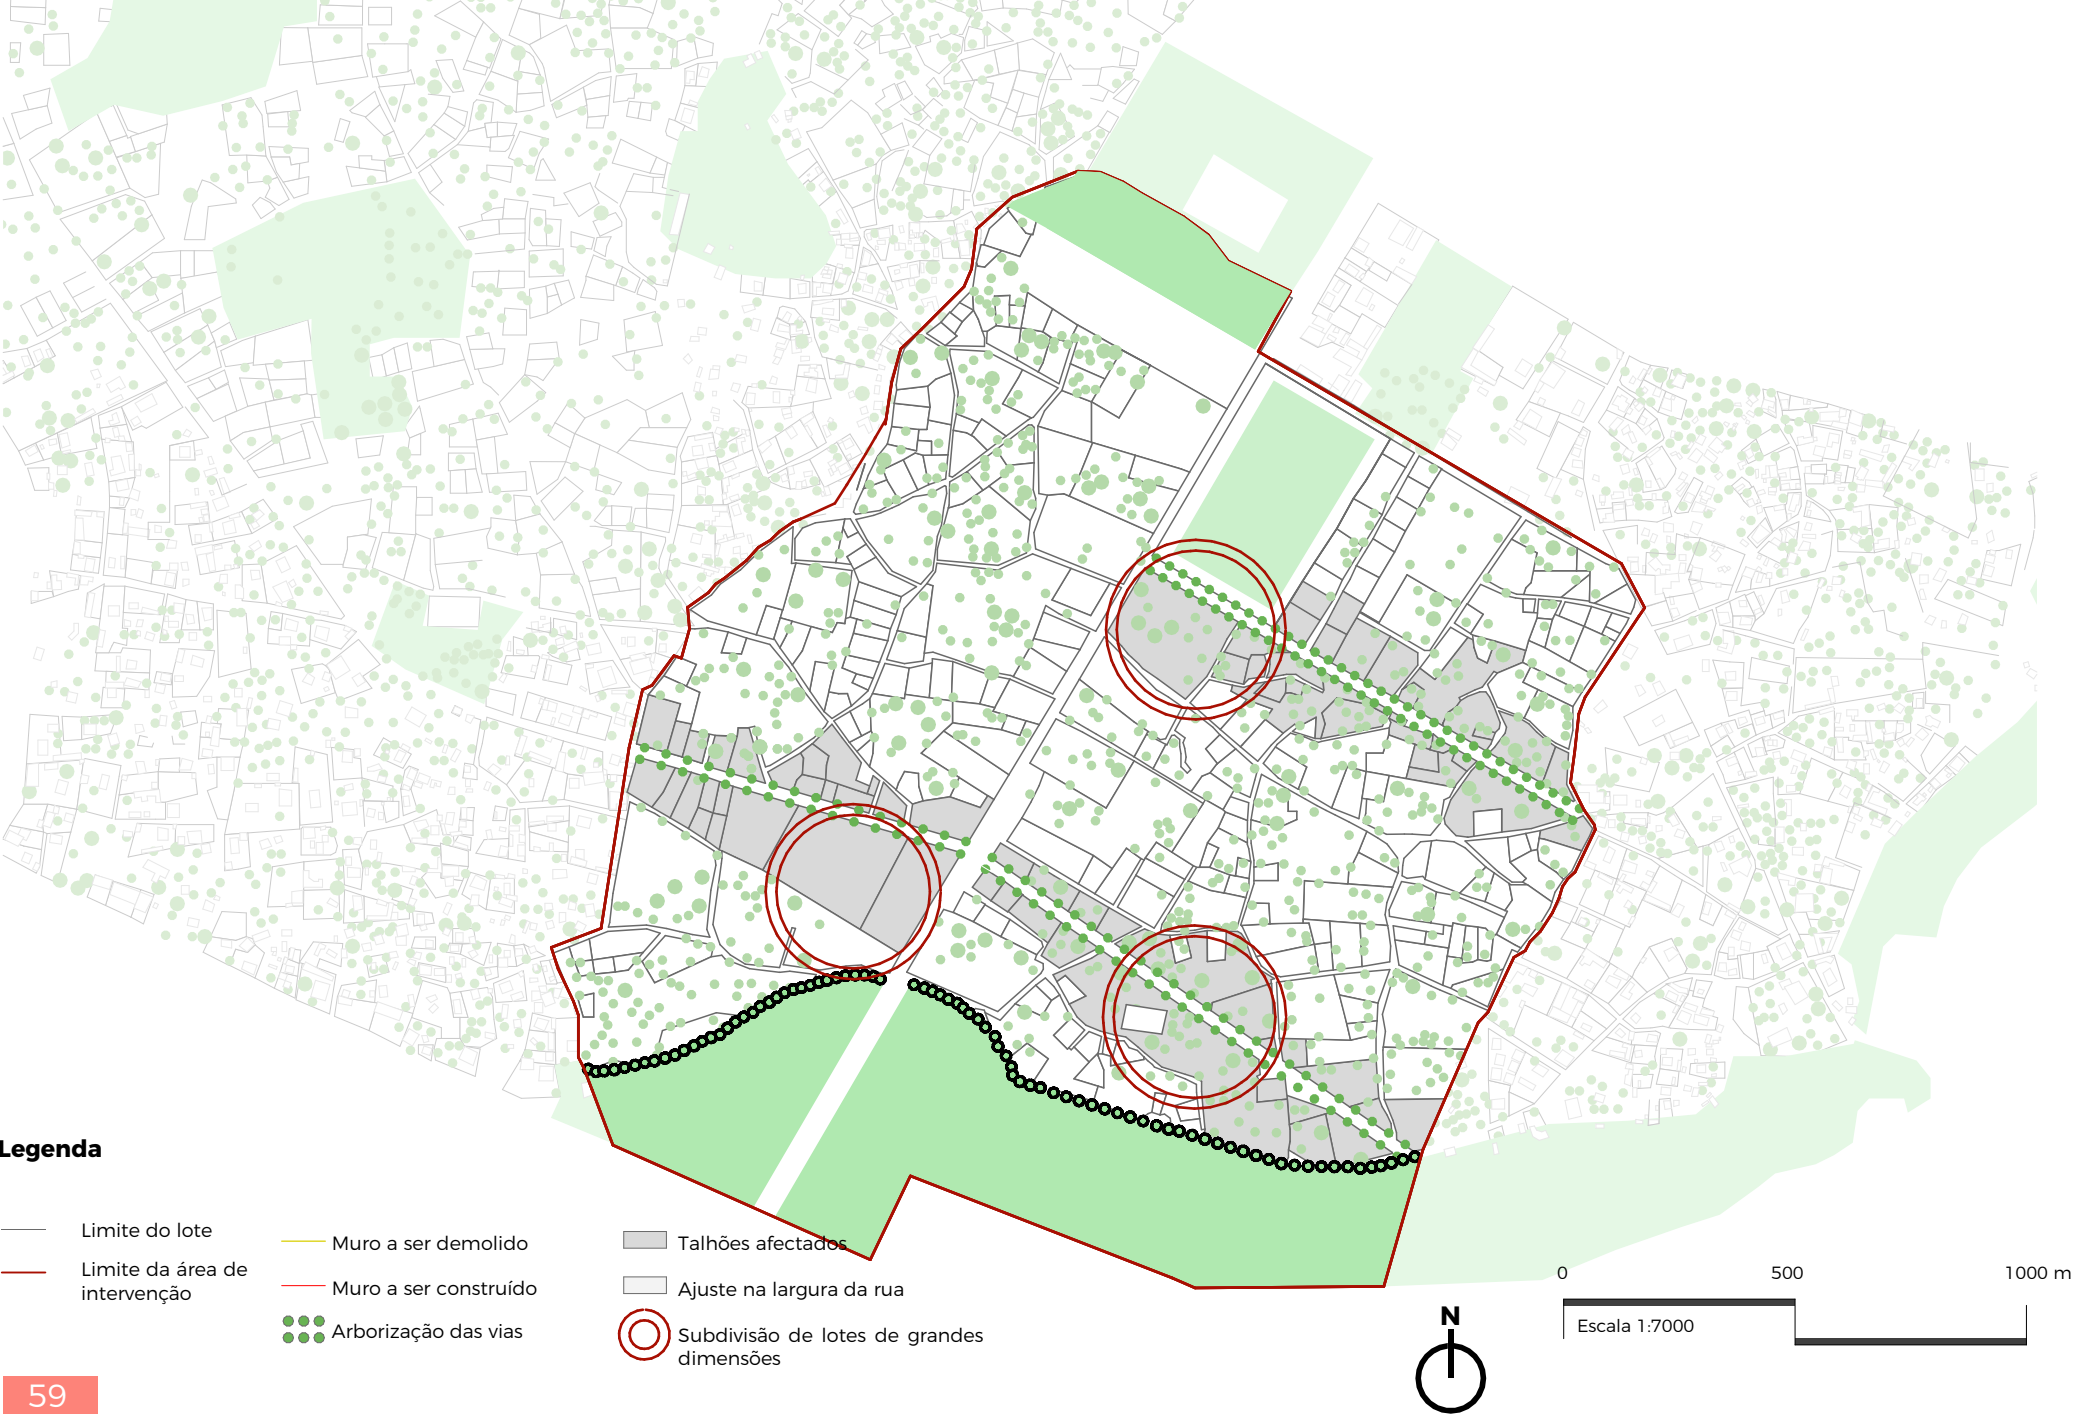 Legenda
Limite do lote
Limite da área de
intervenção
Muro a ser demolido
Muro a ser construído
Arborização das vias
Talhões afectados
Ajuste na largura da rua
Subdivisão de lotes de grandes
dimensões
N
0 500 1000 m
Escala 1:7000
59